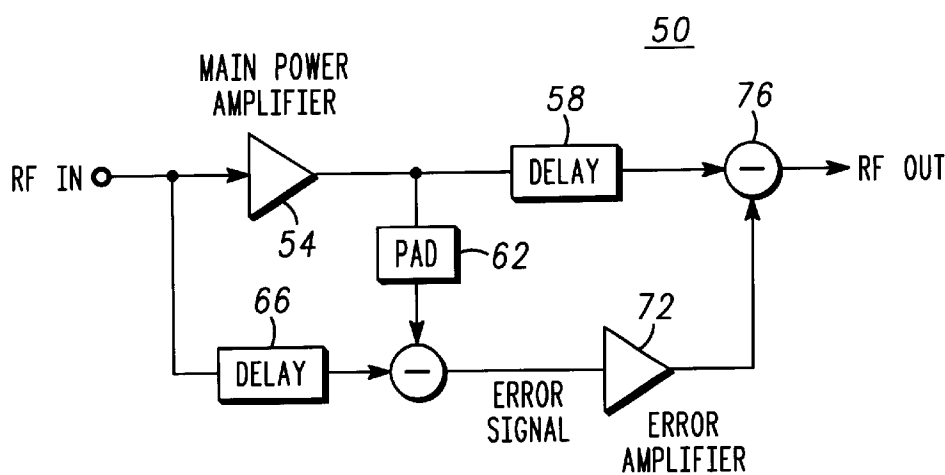 50
MAIN POWER
AMPLIFIER
58
76
RF IN
DELAY
−
RF OUT
54
PAD
62
66
72
DELAY
−
ERROR
SIGNAL
ERROR
AMPLIFIER